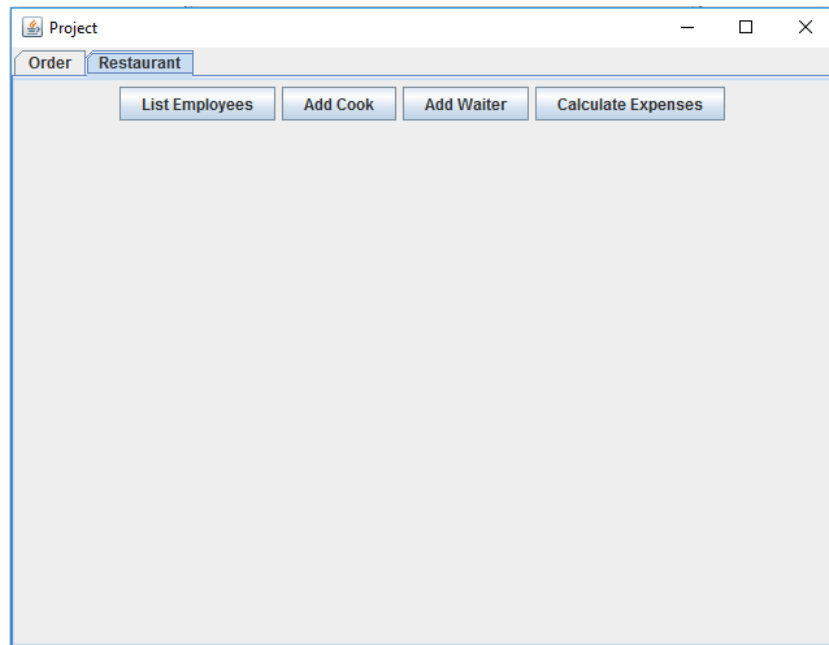 Project
Order Restaurant
List Employees Add Cook Add Waiter Calculate Expenses